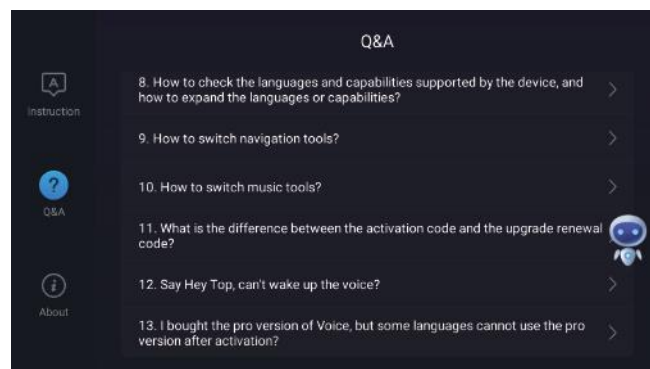 Q&A
8. How to check the languages and capabilities supported by the device, and
how to expand the languages or capabilities?
Instruction
9. How to switch navigation tools?
10. How to switch music tools?
Q&A
11. What is the difference between the activation code and the upgrade renewal
code?
12. Say Hey Top, can't wake up the voice?
About
13. I bought the pro version of Voice, but some languages cannot use the pro
version after activation?